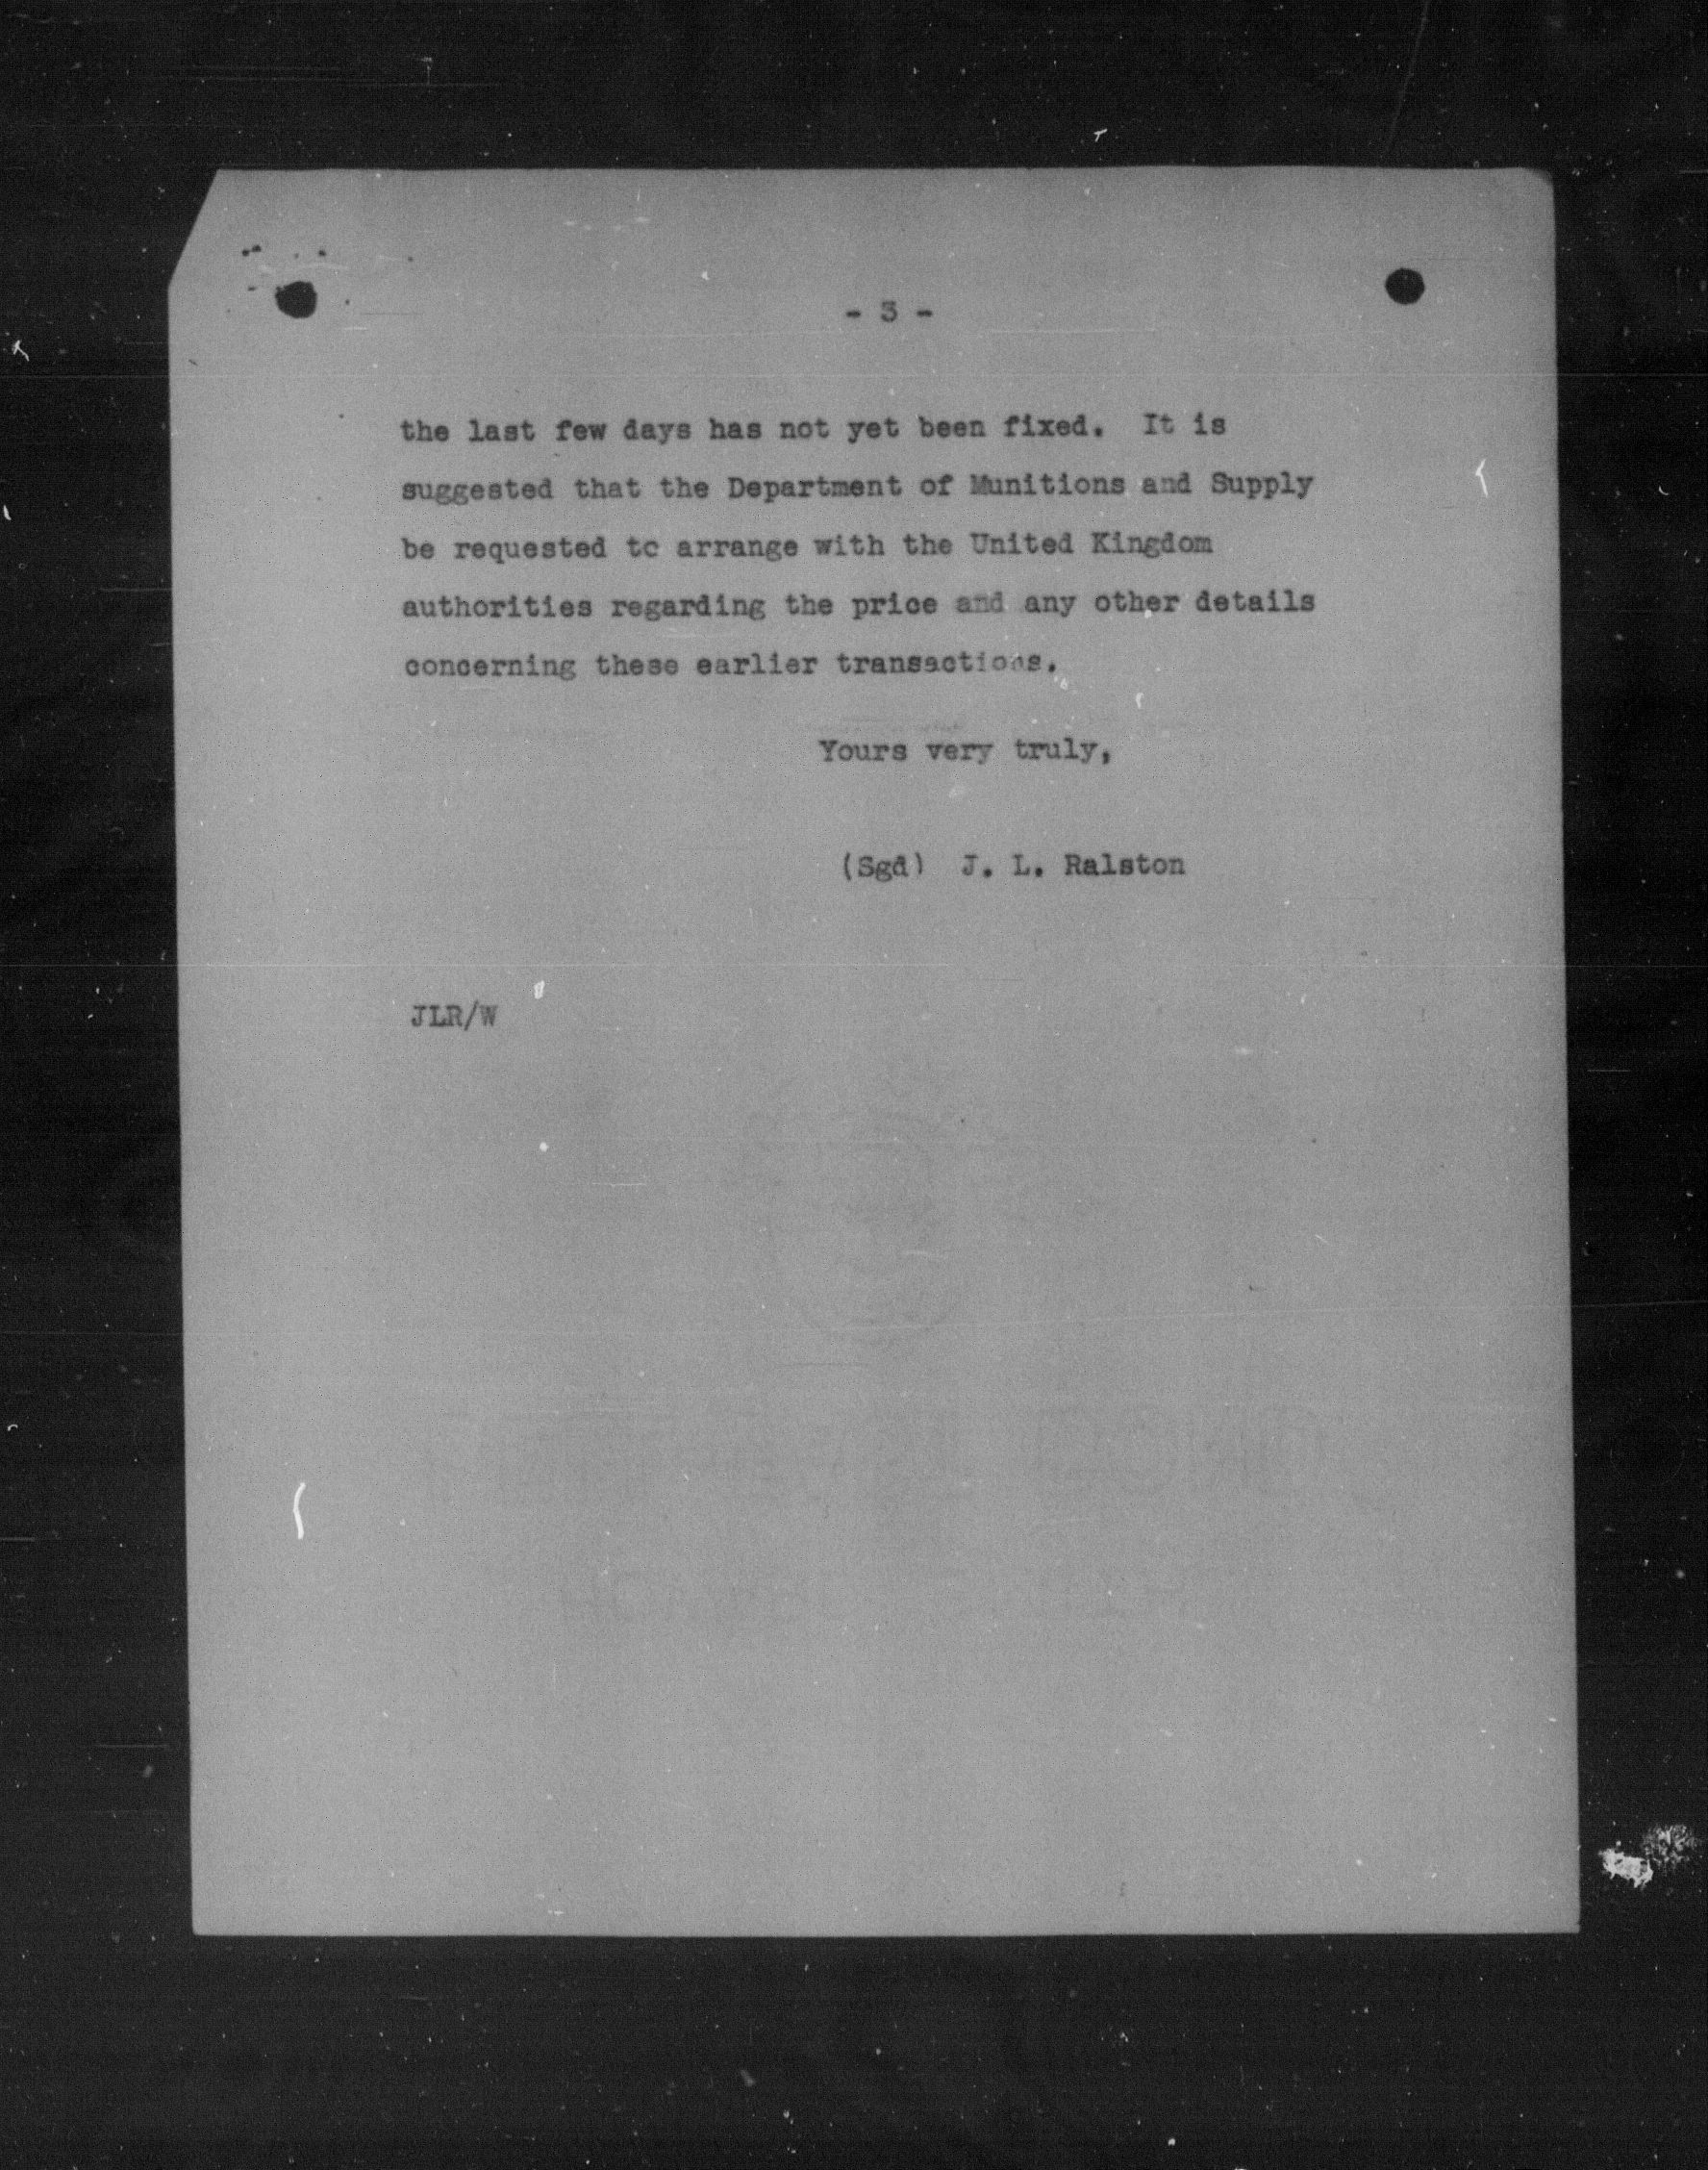 - 3 -
the last few days has not yet been fixed. It is
suggested that the Department of Munitions and Supply
be requested to arrange with the United Kingdom
authorities regarding the price and any other details
concerning these earlier transactions.
Yours very truly,
(Sgd) J. L. Ralston
JLR/W